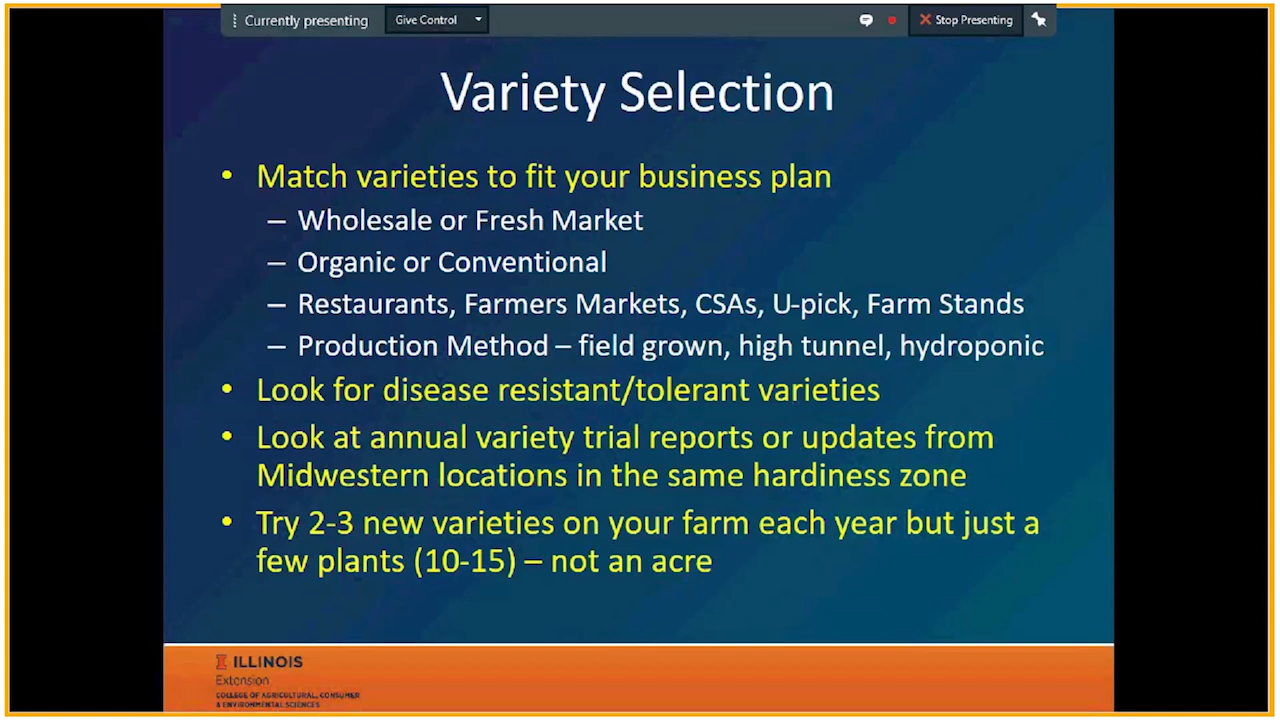 Currently presenting
Give Control
Stop Presenting
Variety Selection
• Match varieties to fit your business plan
– Wholesale or Fresh Market
– Organic or Conventional
– Restaurants, Farmers Markets, CSAs, U-pick, Farm Stands
– Production Method – field grown, high tunnel, hydroponic
• Look for disease resistant/tolerant varieties
• Look at annual variety trial reports or updates from
Midwestern locations in the same hardiness zone
• Try 2-3 new varieties on your farm each year but just a
few plants (10-15) – not an acre
I ILLINOIS
Extension
COLLEGE OF AGRICULTURAL, CONSUMER
& ENVIRONMENTAL SCIENCES